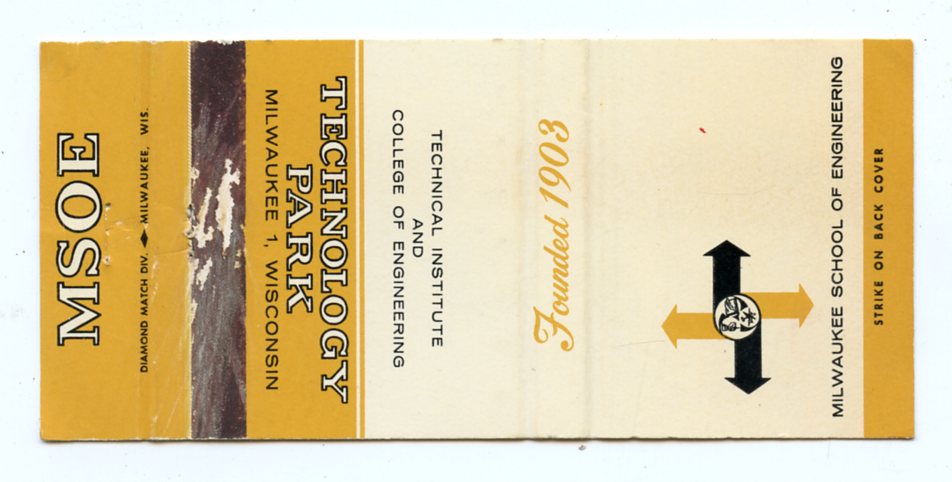 MSOE
DIAMOND MATCH DIV. ◆ MILWAUKEE, WIS.
TECHNOLOGY
PARK
MILWAUKEE 1, WISCONSIN
TECHNICAL INSTITUTE
AND
COLLEGE OF ENGINEERING
Founded 1903
MILWAUKEE SCHOOL OF ENGINEERING
STRIKE ON BACK COVER